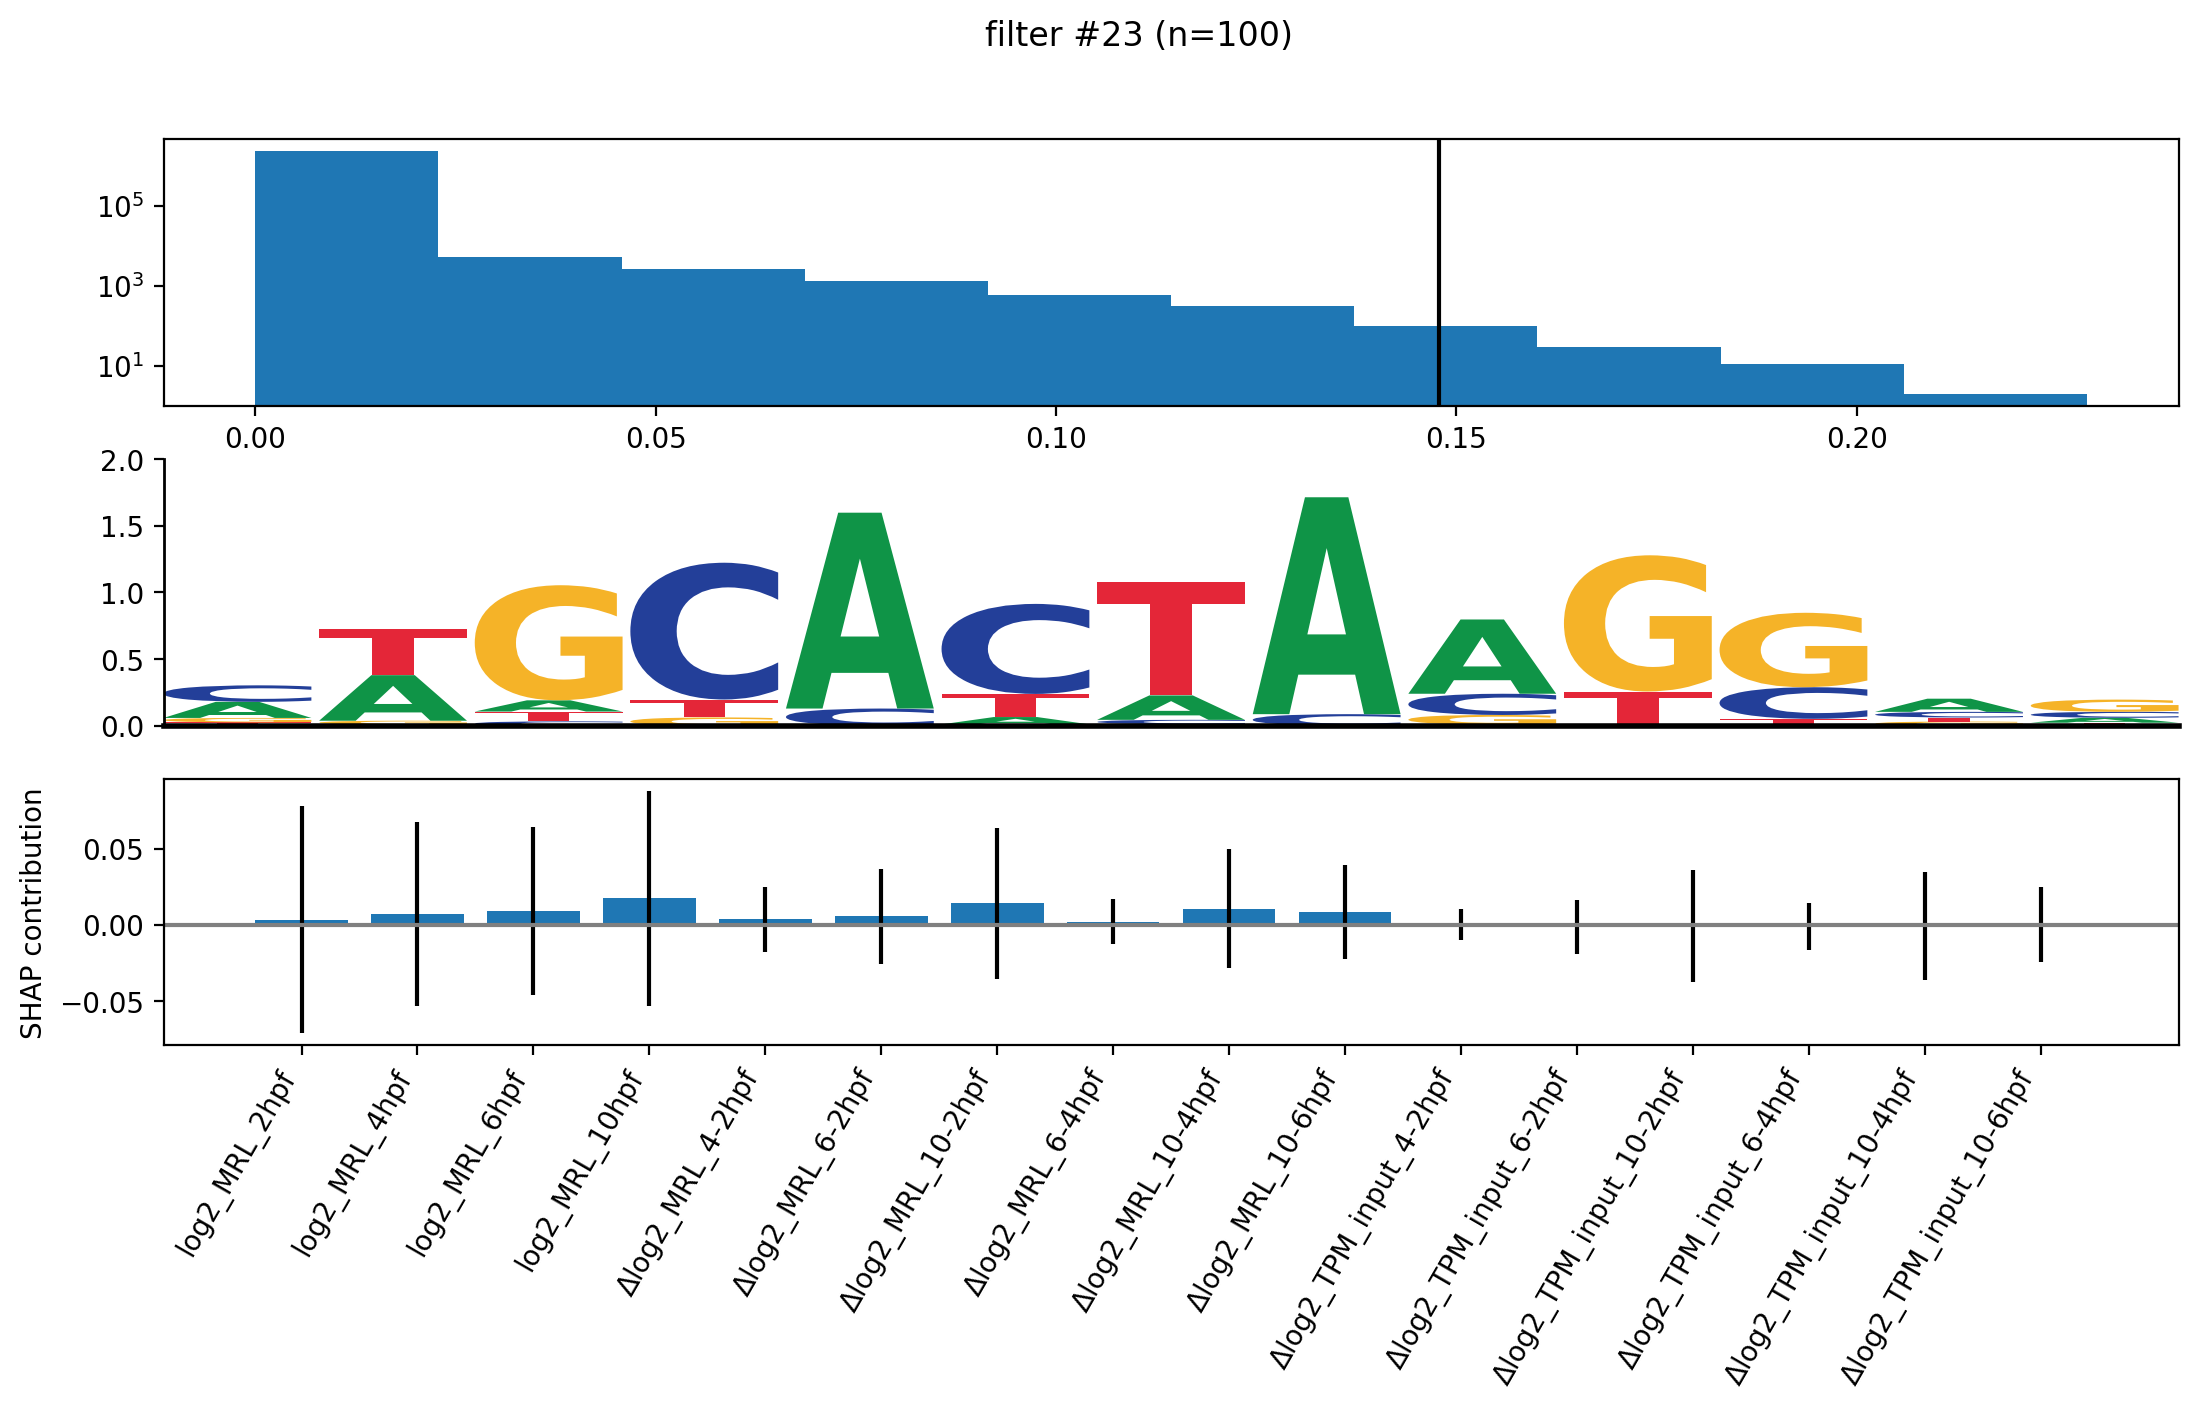 filter #23 (n=100)
10^5
10^3
10^1
0.00 0.05 0.10 0.15 0.20
2.0
1.5
1.0
0.5
0.0
CTGCACTAAGGAG
SHAP contribution
0.05
0.00
−0.05
log2_MRL_2hpf
log2_MRL_4hpf
log2_MRL_6hpf
log2_MRL_10hpf
Δlog2_MRL_4-2hpf
Δlog2_MRL_6-2hpf
Δlog2_MRL_10-2hpf
Δlog2_MRL_6-4hpf
Δlog2_MRL_10-4hpf
Δlog2_MRL_10-6hpf
Δlog2_TPM_input_4-2hpf
Δlog2_TPM_input_6-2hpf
Δlog2_TPM_input_10-2hpf
Δlog2_TPM_input_6-4hpf
Δlog2_TPM_input_10-4hpf
Δlog2_TPM_input_10-6hpf